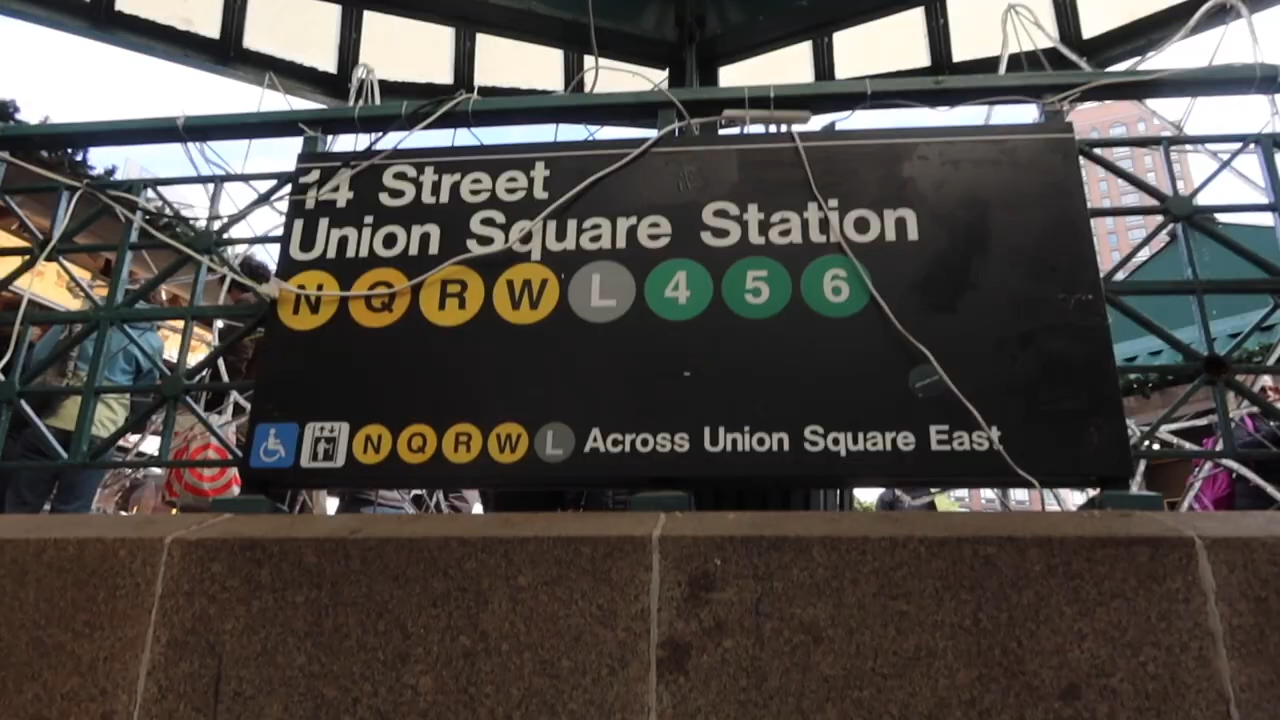 14 Street
Union Square Station
N Q R W L 4 5 6
N Q R W L Across Union Square East